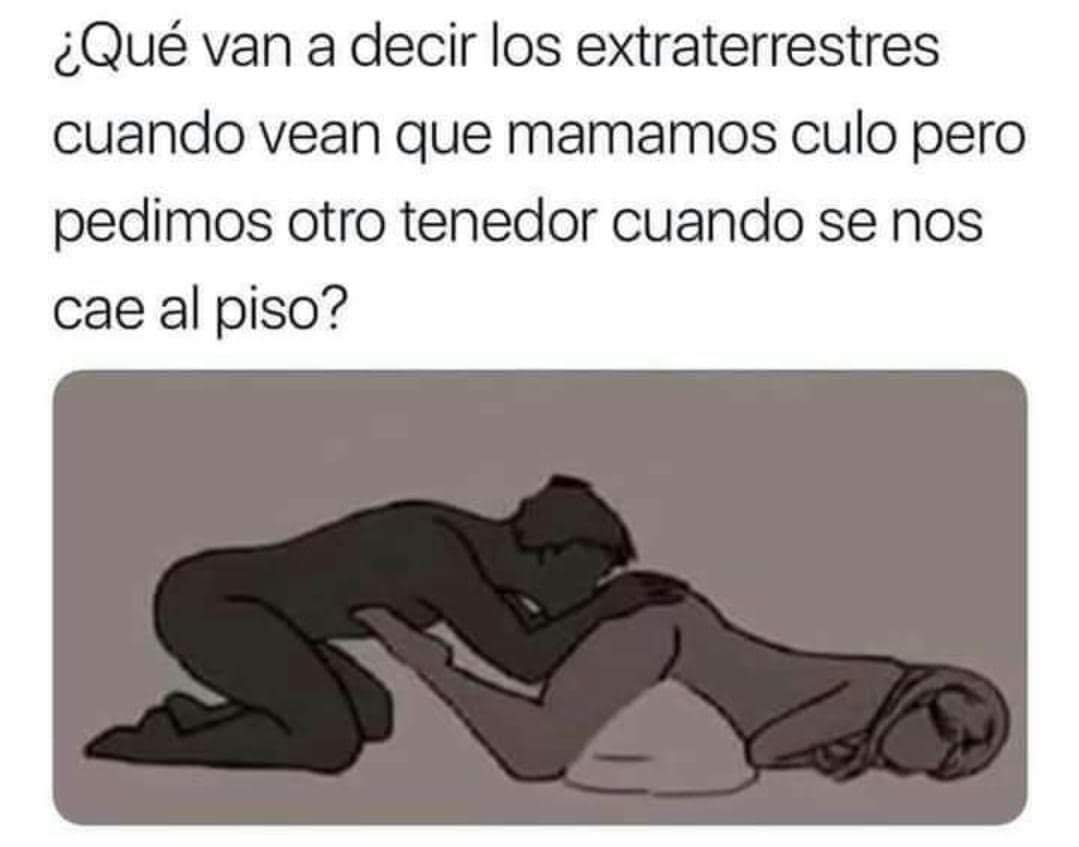 ¿Qué van a decir los extraterrestres
cuando vean que mamamos culo pero
pedimos otro tenedor cuando se nos
cae al piso?